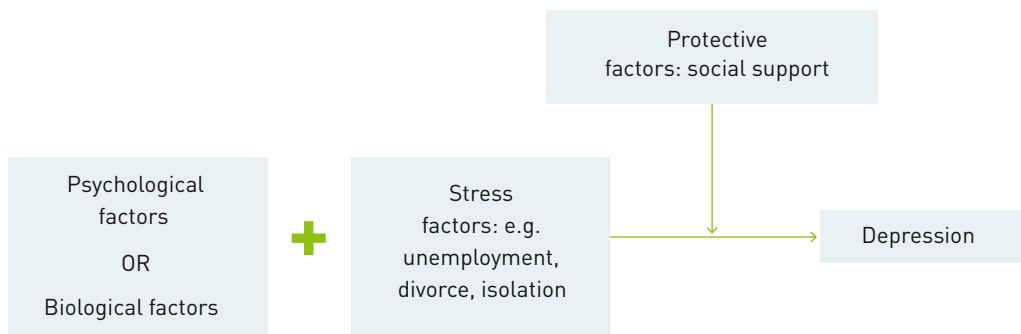 Protective
factors: social support
Psychological
factors
OR
Biological factors
Stress
factors: e.g.
unemployment,
divorce, isolation
Depression